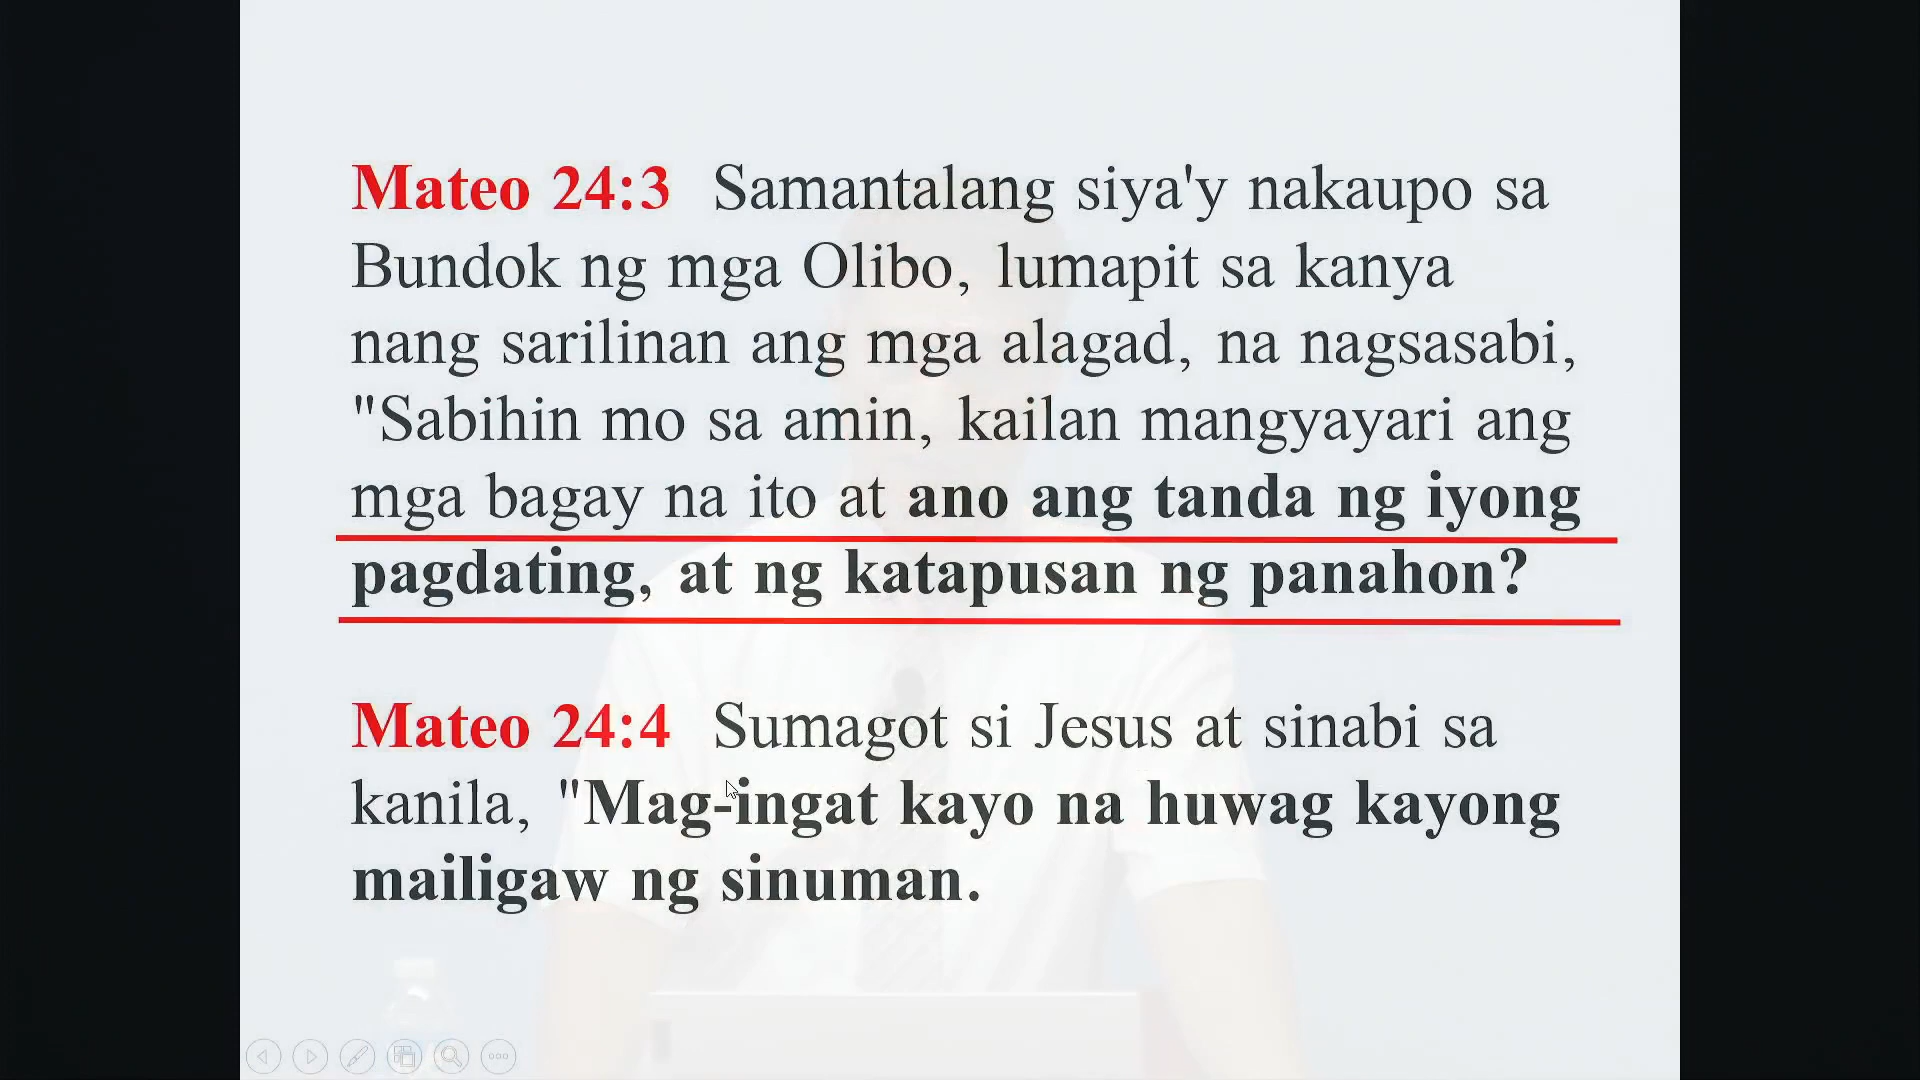 Mateo 24:3 Samantalang siya'y nakaupo sa
Bundok ng mga Olibo, lumapit sa kanya
nang sarilinan ang mga alagad, na nagsasabi,
"Sabihin mo sa amin, kailan mangyayari ang
mga bagay na ito at ano ang tanda ng iyong
pagdating, at ng katapusan ng panahon?
Mateo 24:4 Sumagot si Jesus at sinabi sa
kanila, "Mag-ingat kayo na huwag kayong
mailigaw ng sinuman.